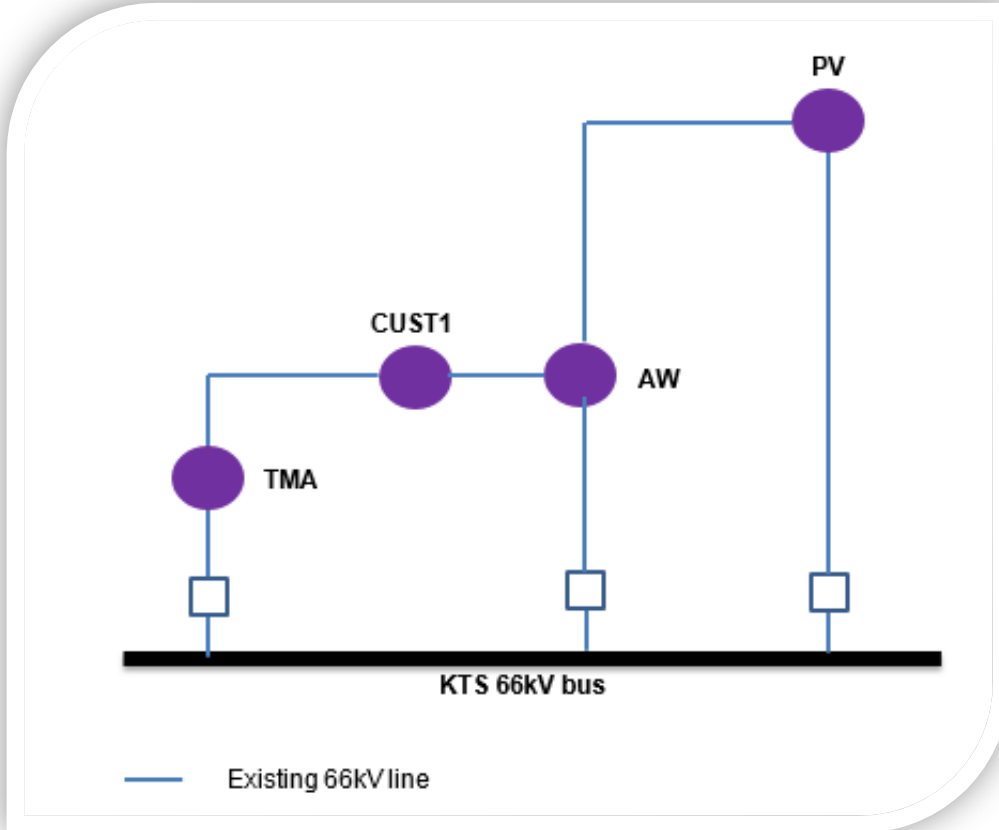 PV
CUST1
AW
TMA
KTS 66kV bus
Existing 66kV line